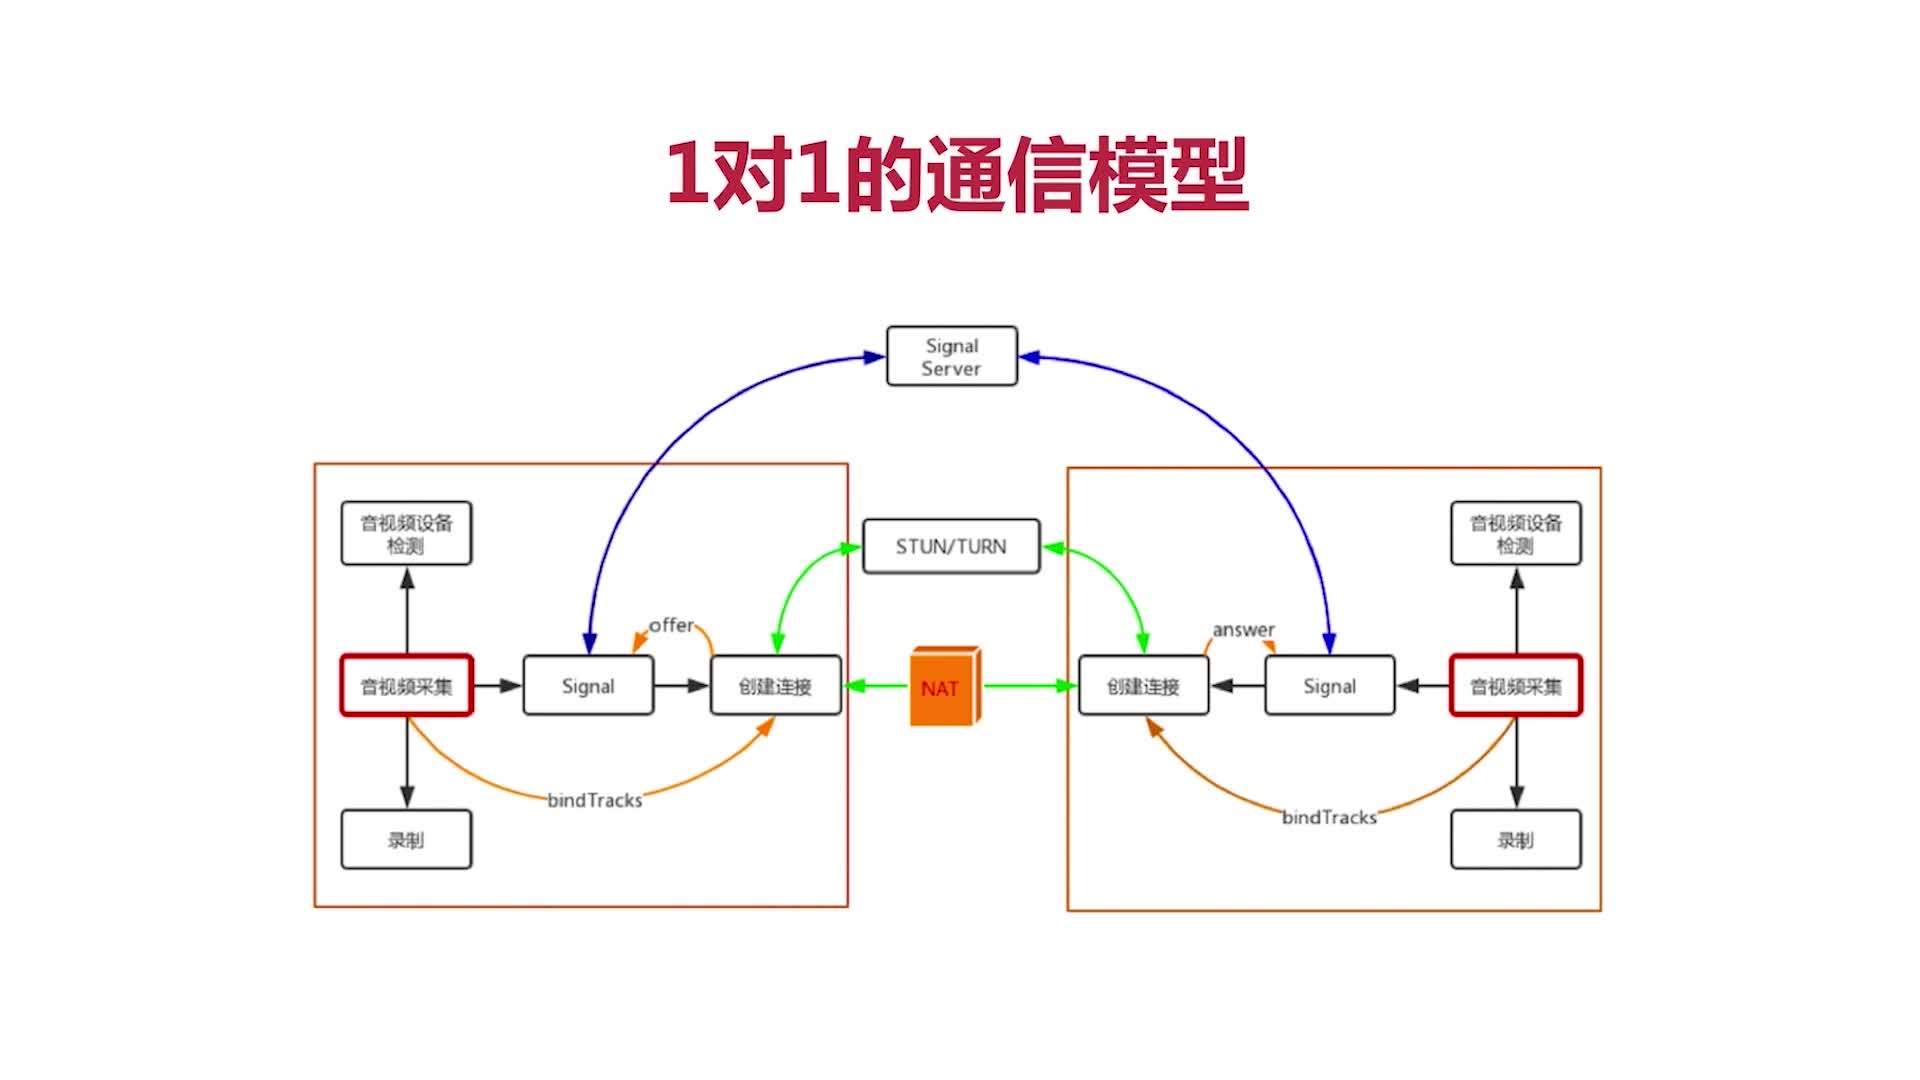 1对1的通信模型
Signal
Server
音视频设备
检测
STUN/TURN
音视频设备
检测
offer
answer
音视频采集
Signal
创建连接
NAT
创建连接
Signal
音视频采集
bindTracks
bindTracks
录制
录制